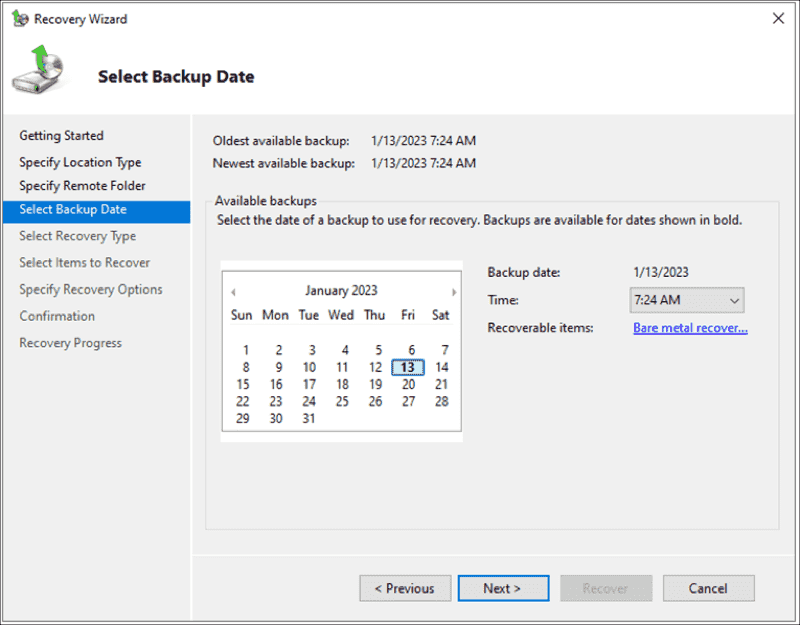 Recovery Wizard
Select Backup Date
Getting Started
Specify Location Type
Specify Remote Folder
Select Backup Date
Select Recovery Type
Select Items to Recover
Specify Recovery Options
Confirmation
Recovery Progress
Oldest available backup: 1/13/2023 7:24 AM
Newest available backup: 1/13/2023 7:24 AM
Available backups
Select the date of a backup to use for recovery. Backups are available for dates shown in bold.
January 2023
Sun Mon Tue Wed Thu Fri Sat
1 2 3 4 5 6 7
8 9 10 11 12 13 14
15 16 17 18 19 20 21
22 23 24 25 26 27 28
29 30 31
Backup date: 1/13/2023
Time: 7:24 AM
Recoverable items: Bare metal recover...
< Previous
Next >
Recover
Cancel